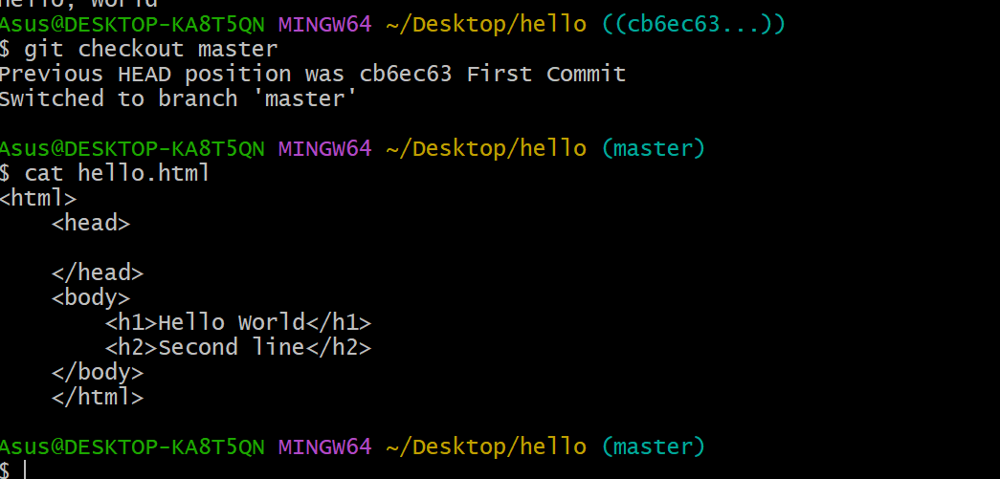 Hello, World
Asus@DESKTOP-KA8T5QN MINGW64 ~/Desktop/hello ((cb6ec63...))
$ git checkout master
Previous HEAD position was cb6ec63 First Commit
Switched to branch 'master'
Asus@DESKTOP-KA8T5QN MINGW64 ~/Desktop/hello (master)
$ cat hello.html
<html>
    <head>

    </head>
    <body>
        <h1>Hello World</h1>
        <h2>Second line</h2>
    </body>
    </html>
Asus@DESKTOP-KA8T5QN MINGW64 ~/Desktop/hello (master)
$